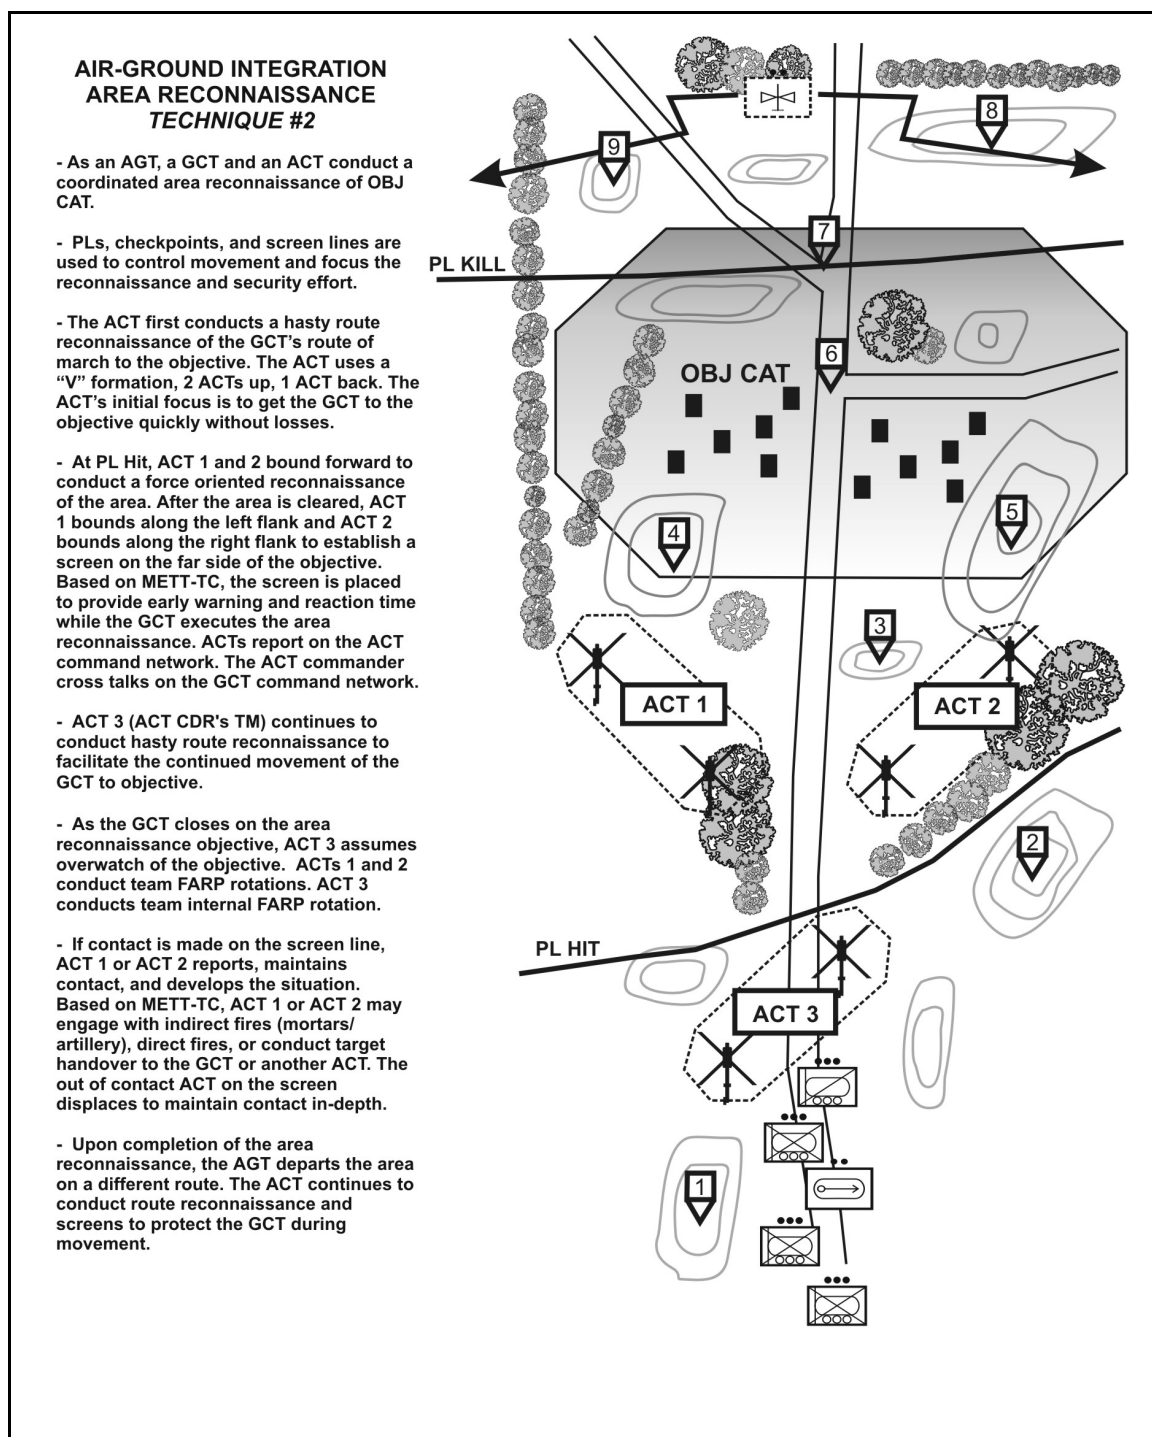 AIR-GROUND INTEGRATION
AREA RECONNAISSANCE
TECHNIQUE #2
- As an AGT, a GCT and an ACT conduct a
coordinated area reconnaissance of OBJ
CAT.
- PLs, checkpoints, and screen lines are
used to control movement and focus the
reconnaissance and security effort.
- The ACT first conducts a hasty route
reconnaissance of the GCT's route of
march to the objective. The ACT uses a
“V” formation, 2 ACTs up, 1 ACT back. The
ACT's initial focus is to get the GCT to the
objective quickly without losses.
- At PL Hit, ACT 1 and 2 bound forward to
conduct a force oriented reconnaissance
of the area. After the area is cleared, ACT
1 bounds along the left flank and ACT 2
bounds along the right flank to establish a
screen on the far side of the objective.
Based on METT-TC, the screen is placed
to provide early warning and reaction time
while the GCT executes the area
reconnaissance. ACTs report on the ACT
command network. The ACT commander
cross talks on the GCT command network.
- ACT 3 (ACT CDR's TM) continues to
conduct hasty route reconnaissance to
facilitate the continued movement of the
GCT to objective.
- As the GCT closes on the area
reconnaissance objective, ACT 3 assumes
overwatch of the objective. ACTs 1 and 2
conduct team FARP rotations. ACT 3
conducts team internal FARP rotation.
- If contact is made on the screen line,
ACT 1 or ACT 2 reports, maintains
contact, and develops the situation.
Based on METT-TC, ACT 1 or ACT 2 may
engage with indirect fires (mortars/
artillery), direct fires, or conduct target
handover to the GCT or another ACT. The
out of contact ACT on the screen
displaces to maintain contact in-depth.
- Upon completion of the area
reconnaissance, the AGT departs the area
on a different route. The ACT continues to
conduct route reconnaissance and
screens to protect the GCT during
movement.
8
9
7
PL KILL
6
OBJ CAT
5
4
3
ACT 1
ACT 2
2
PL HIT
ACT 3
1